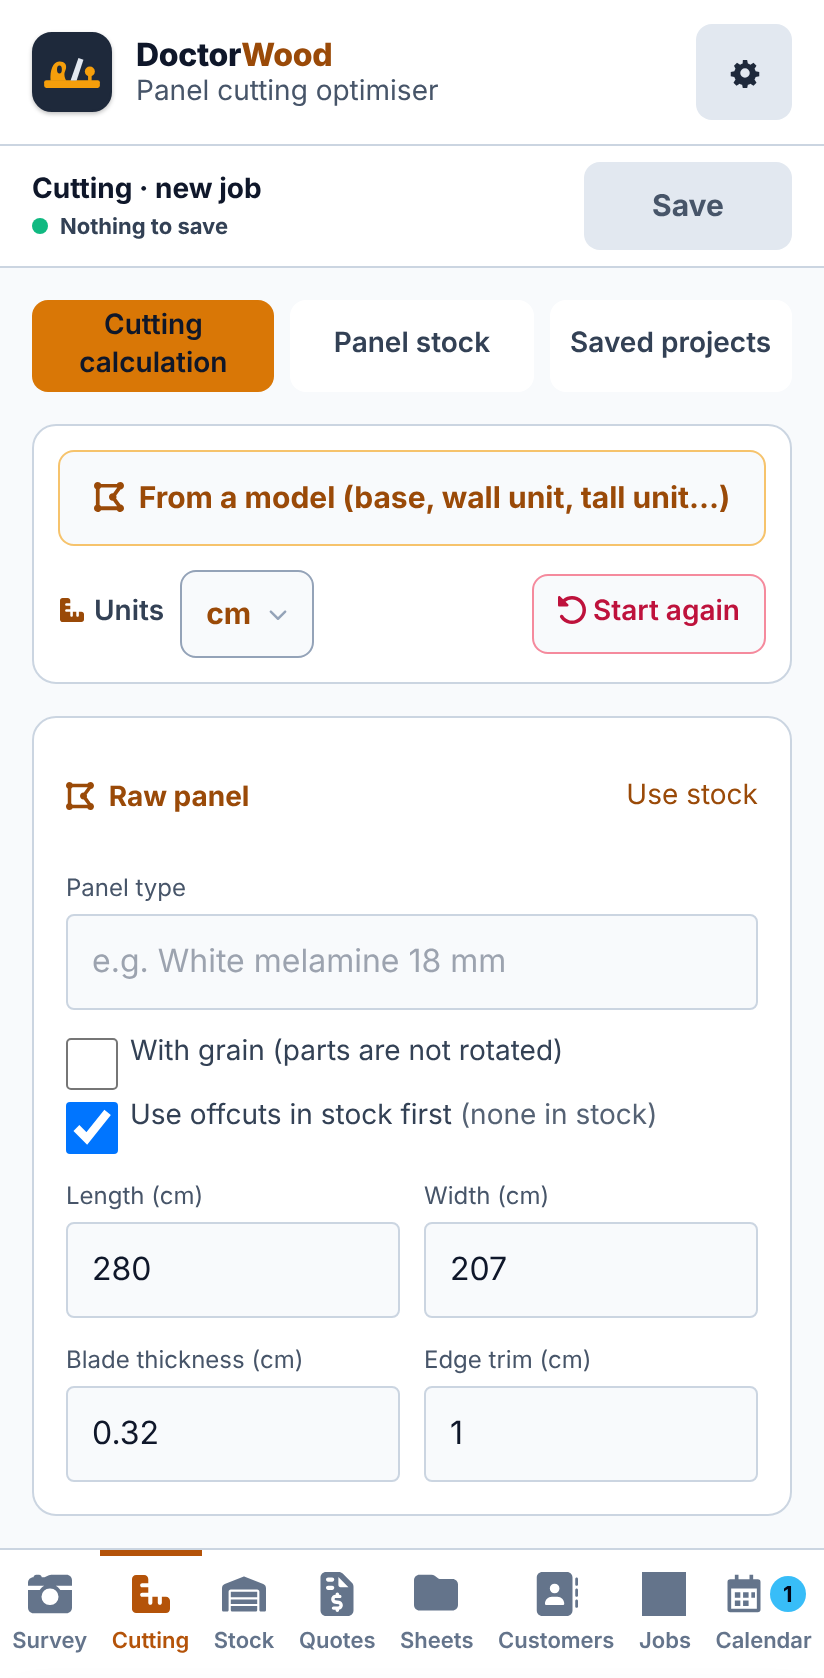 DoctorWood
Panel cutting optimiser
Cutting · new job
Nothing to save
Save
Cutting
calculation
Panel stock
Saved projects
From a model (base, wall unit, tall unit...)
Units
cm
Start again
Raw panel
Use stock
Panel type
e.g. White melamine 18 mm
With grain (parts are not rotated)
Use offcuts in stock first (none in stock)
Length (cm)
Width (cm)
280
207
Blade thickness (cm)
Edge trim (cm)
0.32
1
1
Survey
Cutting
Stock
Quotes
Sheets
Customers
Jobs
Calendar